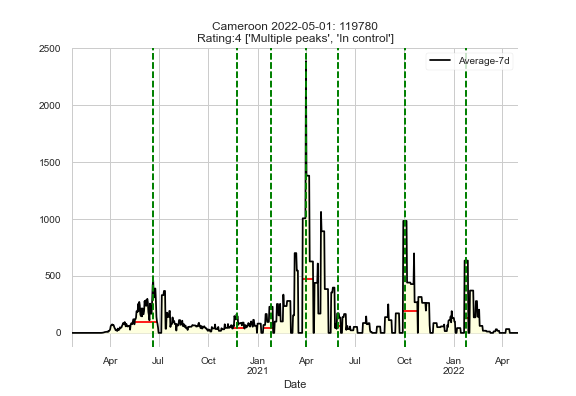 Cameroon 2022-05-01: 119780
Rating:4 ['Multiple peaks', 'In control']
Average-7d
2500
2000
1500
1000
500
0
Apr Jul Oct Jan Apr Jul Oct Jan Apr
2021 2022
Date